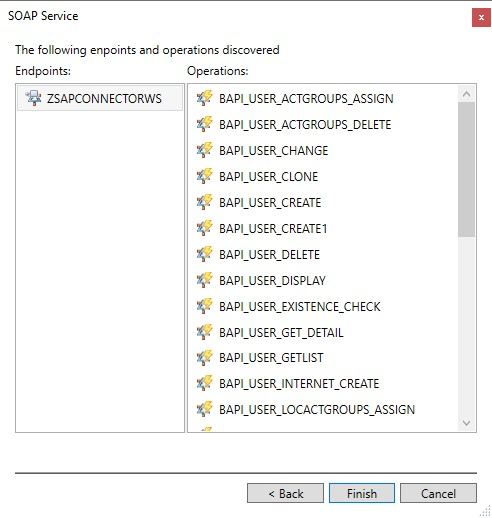 SOAP Service
x
The following enpoints and operations discovered
Endpoints:
Operations:
ZSAPCONNECTORWS
BAPI_USER_ACTGROUPS_ASSIGN
BAPI_USER_ACTGROUPS_DELETE
BAPI_USER_CHANGE
BAPI_USER_CLONE
BAPI_USER_CREATE
BAPI_USER_CREATE1
BAPI_USER_DELETE
BAPI_USER_DISPLAY
BAPI_USER_EXISTENCE_CHECK
BAPI_USER_GET_DETAIL
BAPI_USER_GETLIST
BAPI_USER_INTERNET_CREATE
BAPI_USER_LOCACTGROUPS_ASSIGN
< Back
Finish
Cancel